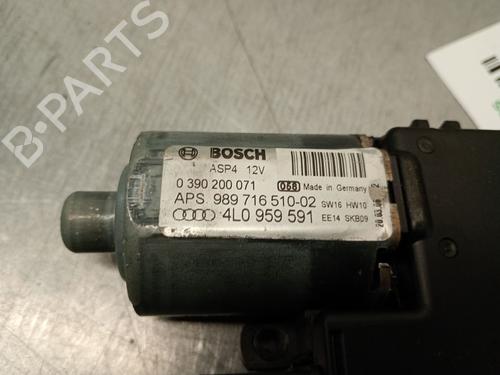 BOSCH
ASP4 12V
0 390 200 071 068 Made in Germany
APS. 989 716 510-02 SW16 HW10
4L0 959 591 EE14 SKB09
B-PARTS